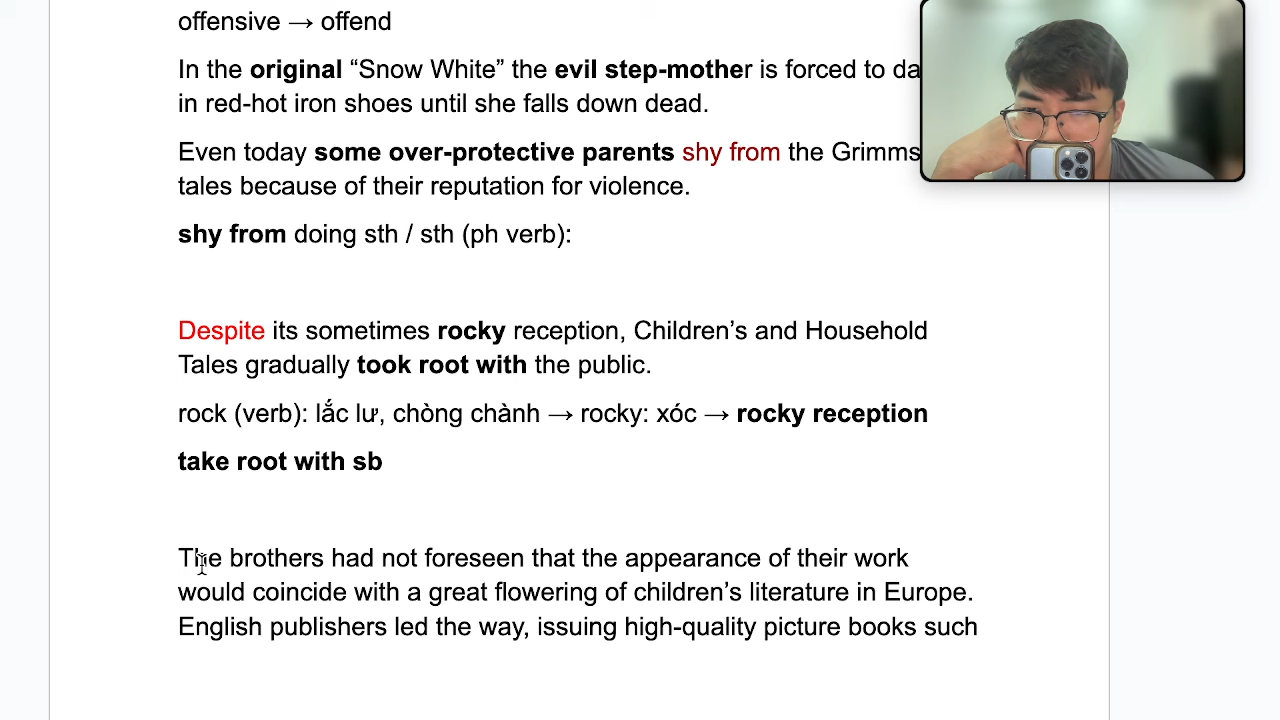 offensive → offend
In the original “Snow White” the evil step-mother is forced to da
in red-hot iron shoes until she falls down dead.
Even today some over-protective parents shy from the Grimms
tales because of their reputation for violence.
shy from doing sth / sth (ph verb):
Despite its sometimes rocky reception, Children’s and Household
Tales gradually took root with the public.
rock (verb): lắc lư, chòng chành → rocky: xóc → rocky reception
take root with sb
The brothers had not foreseen that the appearance of their work
would coincide with a great flowering of children’s literature in Europe.
English publishers led the way, issuing high-quality picture books such